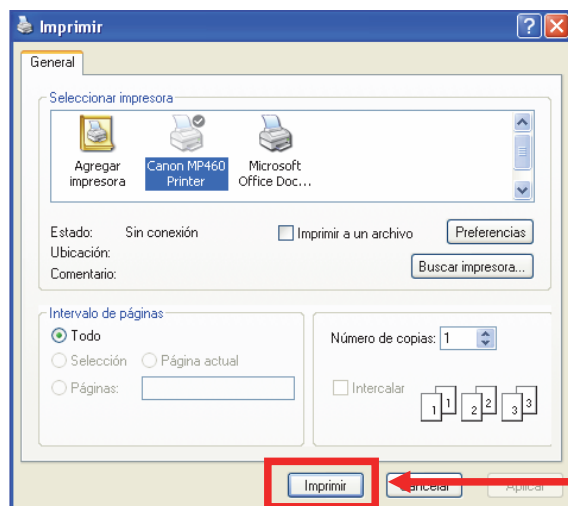 Imprimir
General
Seleccionar impresora
Agregar impresora
Canon MP460 Printer
Microsoft Office Doc...
Estado: Sin conexión
Imprimir a un archivo
Preferencias
Ubicación:
Buscar impresora...
Comentario:
Intervalo de páginas
Todo
Selección
Página actual
Páginas:
Número de copias: 1
Intercalar
1 1 2 2 3 3
Imprimir
Cancelar
Aplicar